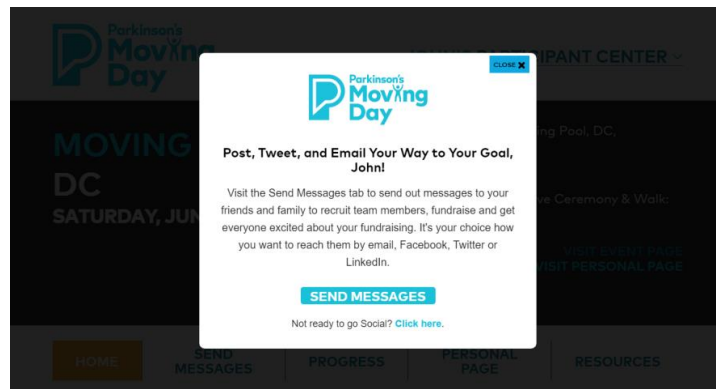 Parkinson's
Moving
Day
PARTICIPANT CENTER
CLOSE X
Parkinson's
Moving
Day
Post, Tweet, and Email Your Way to Your Goal,
John!
Visit the Send Messages tab to send out messages to your
friends and family to recruit team members, fundraise and get
everyone excited about your fundraising. It's your choice how
you want to reach them by email, Facebook, Twitter or
LinkedIn.
SEND MESSAGES
Not ready to go Social? Click here.
MOVING
DC
SATURDAY, JUN
ing Pool, DC,
ve Ceremony & Walk:
VISIT EVENT PAGE
VISIT PERSONAL PAGE
HOME
SEND
MESSAGES
PROGRESS
PERSONAL
PAGE
RESOURCES